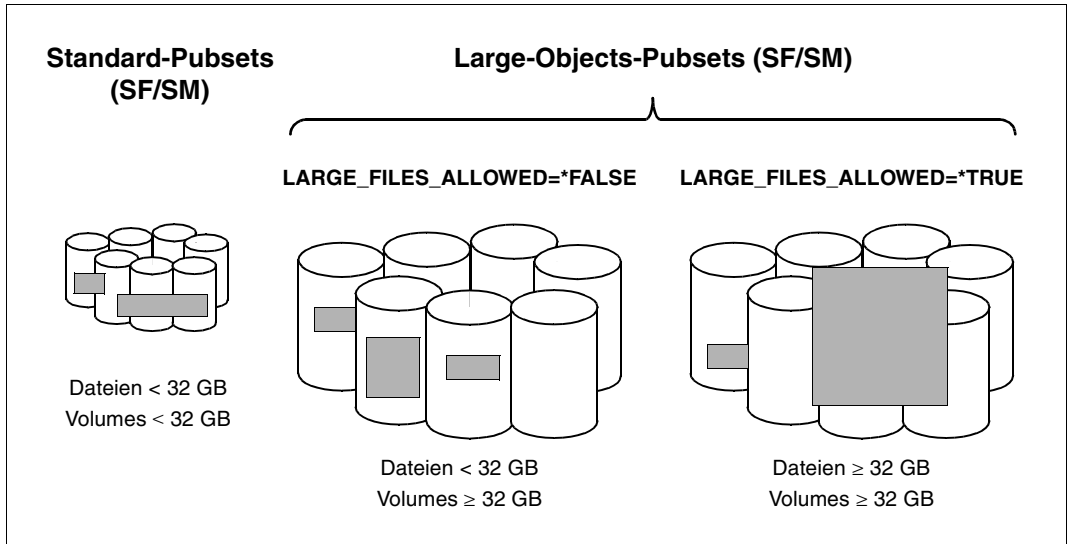 Standard-Pubsets
(SF/SM)
Large-Objects-Pubsets (SF/SM)
LARGE_FILES_ALLOWED=*FALSE
LARGE_FILES_ALLOWED=*TRUE
Dateien < 32 GB
Volumes < 32 GB
Dateien < 32 GB
Volumes ≥ 32 GB
Dateien ≥ 32 GB
Volumes ≥ 32 GB